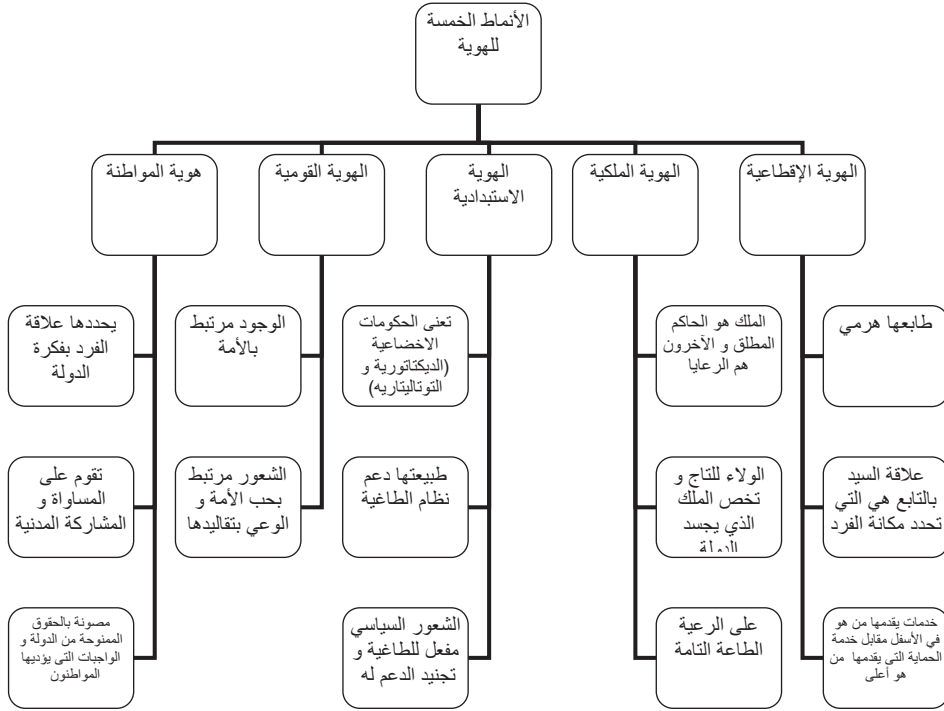 الأنماط الخمسة
للهوية
الهوية الإقطاعية
الهوية الملكية
الهوية
الاستبدادية
الهوية القومية
هوية المواطنة
طابعها هرمي
الملك هو الحاكم
المطلق و الآخرون
هم الرعايا
تعنى الحكومات
الاخضاعية
(الديكتاتورية و
التوتاليتاريه)
الوجود مرتبط
بالأمة
يحددها علاقة
الفرد بفكرة
الدولة
علاقة السيد
بالتابع هي التي
تحدد مكانة الفرد
الولاء للتاج و
تخص الملك
الذي يجسد
الدولة
طبيعتها دعم
نظام الطاغية
الشعور مرتبط
بحب الأمة و
الوعي بتقاليدها
تقوم على
المساواة و
المشاركة المدنية
خدمات يقدمها من هو
في الأسفل مقابل خدمة
الحماية التى يقدمها من
هو أعلى
على الرعية
الطاعة التامة
الشعور السياسي
مفعل للطاغية و
تجنيد الدعم له
مصونة بالحقوق
الممنوحة من الدولة و
الواجبات التى يؤديها
المواطنون